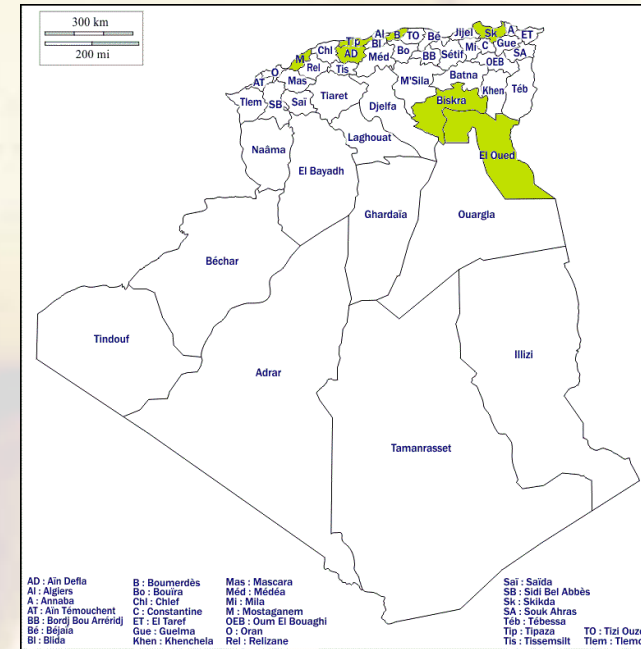 300 km
200 mi
Tip
Al
B
TO
Bé
Jijel
Sk
A
ET
Chl
AD
Bl
Bo
BB
Sétif
Mi
C
Gue
M
Rel
Tis
Méd
OEB
SA
O
AT
Mas
M'Sila
Batna
Tlem
SB
Saï
Tiaret
Djelfa
Biskra
Khen
Téb
Naâma
El Bayadh
Laghouat
El Oued
Ghardaïa
Ouargla
Béchar
Tindouf
Adrar
Illizi
Tamanrasset
AD : Aïn Defla
Al : Algiers
A : Annaba
AT : Aïn Témouchent
BB : Bordj Bou Arréridj
Bé : Béjaïa
Bl : Blida
B : Boumerdès
Bo : Bouïra
Chl : Chlef
C : Constantine
ET : El Taref
Gue : Guelma
Khen : Khenchela
Mas : Mascara
Méd : Médéa
Mi : Mila
M : Mostaganem
OEB : Oum El Bouaghi
O : Oran
Rel : Relizane
Saï : Saïda
SB : Sidi Bel Abbès
Sk : Skikda
SA : Souk Ahras
Téb : Tébessa
Tip : Tipaza
Tis : Tissemsilt
TO : Tizi Ouzo
Tlem : Tlemc